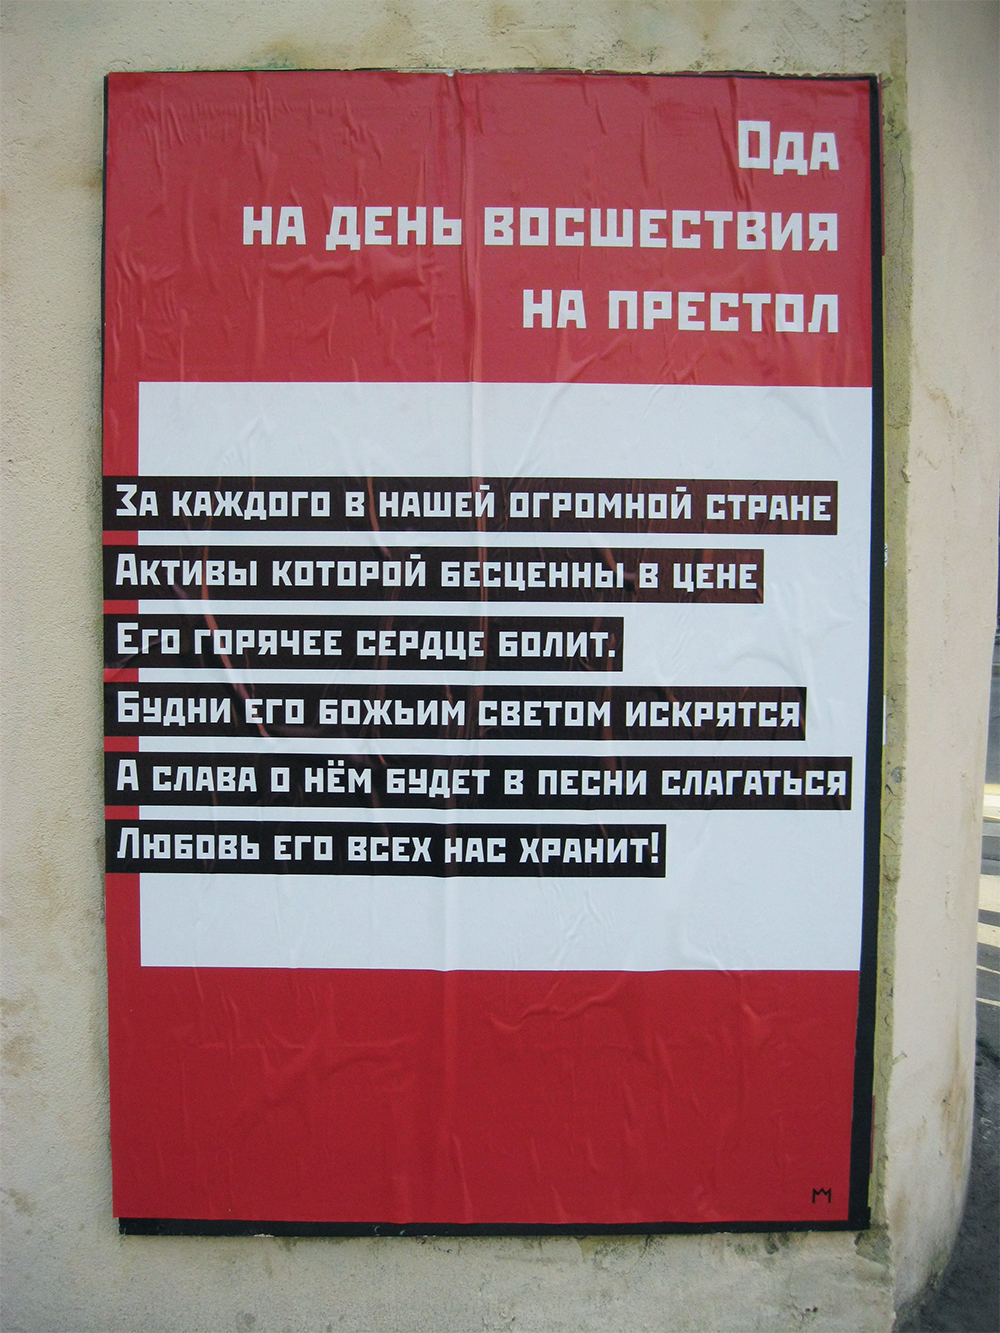 Ода
на день восшествия
на престол
За каждого в нашей огромной стране
Активы которой бесценны в цене
Его горячее сердце болит.
Будни его божьим светом искрятся
А слава о нём будет в песни слагаться
Любовь его всех нас хранит!